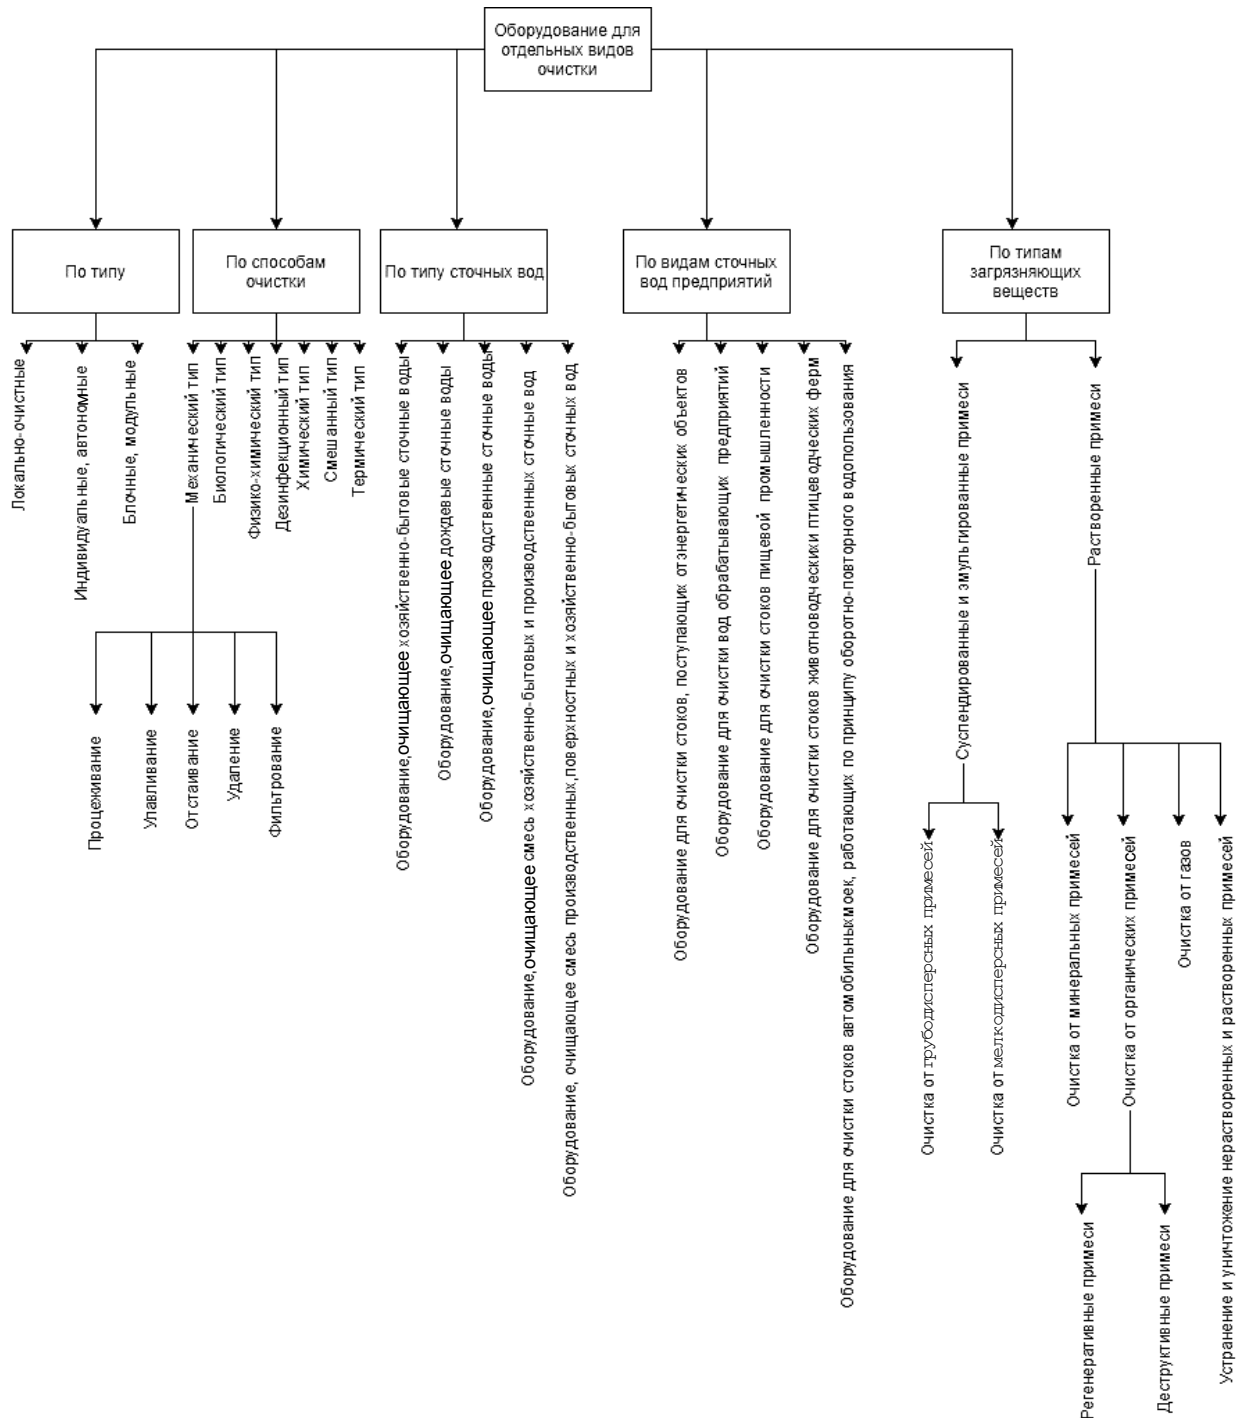 Оборудование для
отдельных видов
очистки
По типу
По способам
очистки
По типу сточных вод
По видам сточных
вод предприятий
По типам
загрязняющих
веществ
Локально-очистные
Индивидуальные, автономные
Блочные, модульные
Механический тип
Биологический тип
Физико-химический тип
Дезинфекционный тип
Химический тип
Смешанный тип
Термический тип
Оборудование,очищающее хозяйственно-бытовые сточные воды
Оборудование,очищающее дождевые сточные воды
Оборудование,очищающее прозводственные сточные воды
Оборудование,очищающее смесь хозяйственно-бытовых и производственных сточные вод
Оборудование, очищающее смесь производственных,поверхностных и хозяйственно-бытовых сточных вод
Оборудование для очистки стоков, поступающих от энергетических объектов
Оборудование для очистки вод обрабатывающих предприятий
Оборудование для очистки стоков пищевой промышленности
Оборудование для очистки стоков животноводческих и птицеводческих ферм
Оборудование для очистки стоков автомобильных моек, работающих по принципу оборотно-повторного водопользования
Суспендированные и эмультированные примеси
Растворенные примеси
Процеживание
Улавливание
Отстаивание
Удаление
Фильтрование
Очистка от грубодисперсных примесей
Очистка от мелкодисперсных примесей
Очистка от минеральных примесей
Очистка от органических примесей
Очистка от газов
Устранение и уничтожение нерастворенных и растворенных примесей
Регенеративные примеси
Деструктивные примеси